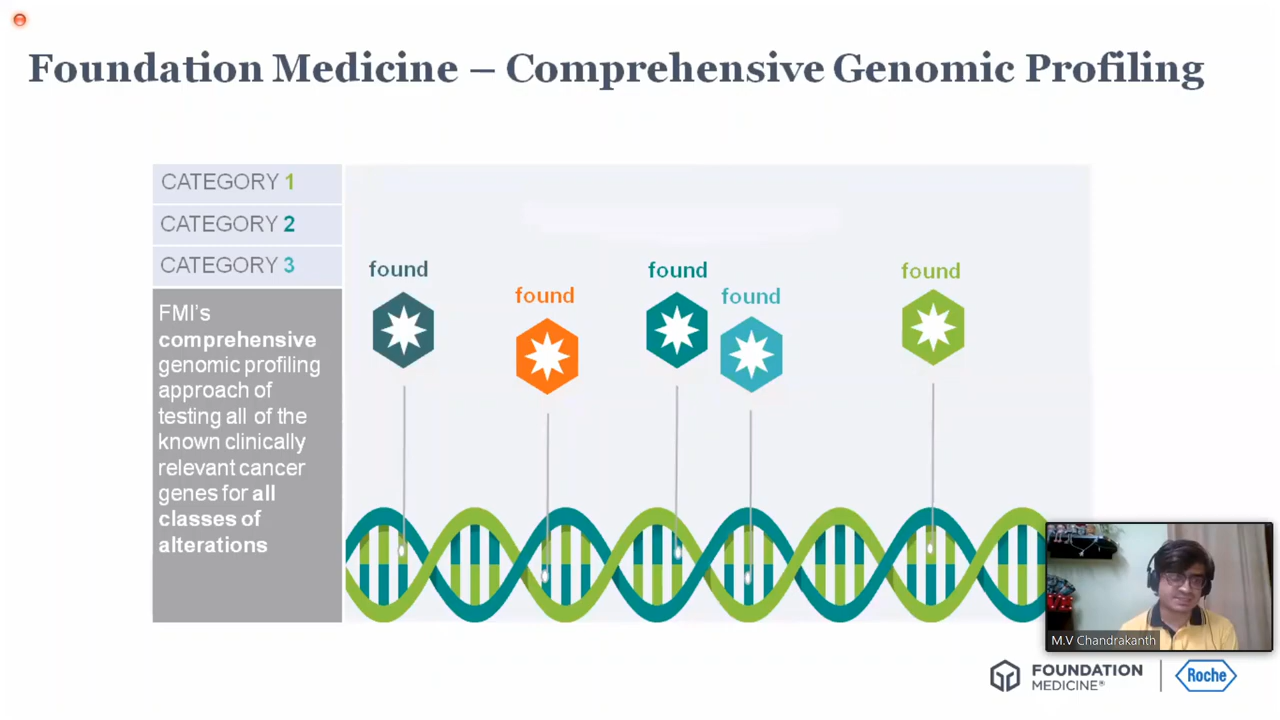 Foundation Medicine – Comprehensive Genomic Profiling
CATEGORY 1
CATEGORY 2
CATEGORY 3
FMI's
comprehensive
genomic profiling
approach of
testing all of the
known clinically
relevant cancer
genes for all
classes of
alterations
found
found
found
found
found
M.V Chandrakanth
FOUNDATION
MEDICINE®
Roche